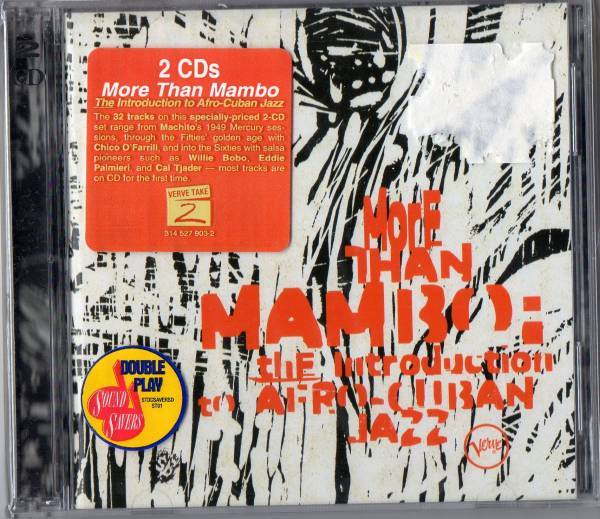 2
CD
2 CDs
More Than Mambo
The Introduction to Afro-Cuban Jazz
The 32 tracks on this specially-priced 2-CD
set range from Machito's 1949 Mercury ses-
sions, through the Fifties' golden age with
Chico O'Farrill, and into the Sixties with salsa
pioneers such as Willie Bobo, Eddie
Palmieri, and Cal Tjader — most tracks are
on CD for the first time.
VERVE TAKE
2
314 527 903-2
MorE
THAN
MAMBO:
thE Introduction
to AFRO-CUBAN
JAZZ
Verve
DOUBLE
PLAY
STDGSAVERSD
ST01
SOUND
SAVERS